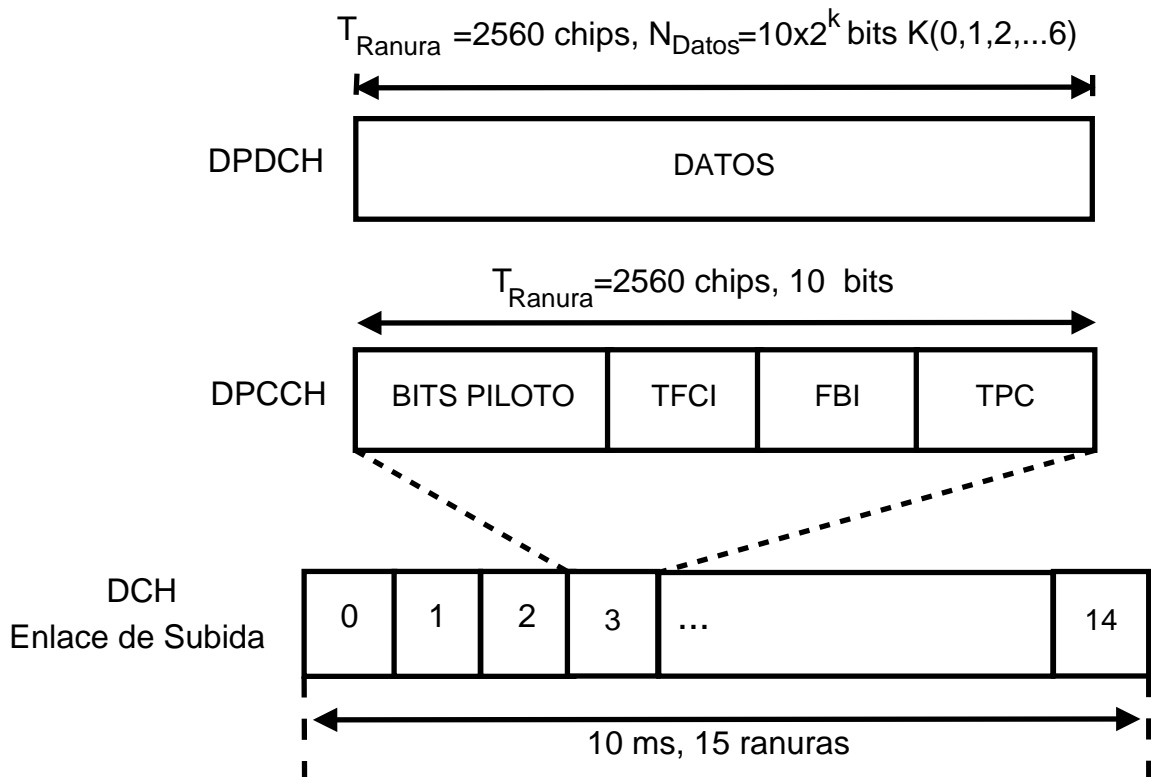 T_Ranura =2560 chips, N_Datos=10x2^k bits K(0,1,2,...6)
DPDCH
DATOS
T_Ranura=2560 chips, 10 bits
DPCCH
BITS PILOTO
TFCI
FBI
TPC
DCH
Enlace de Subida
0
1
2
3
...
14
10 ms, 15 ranuras